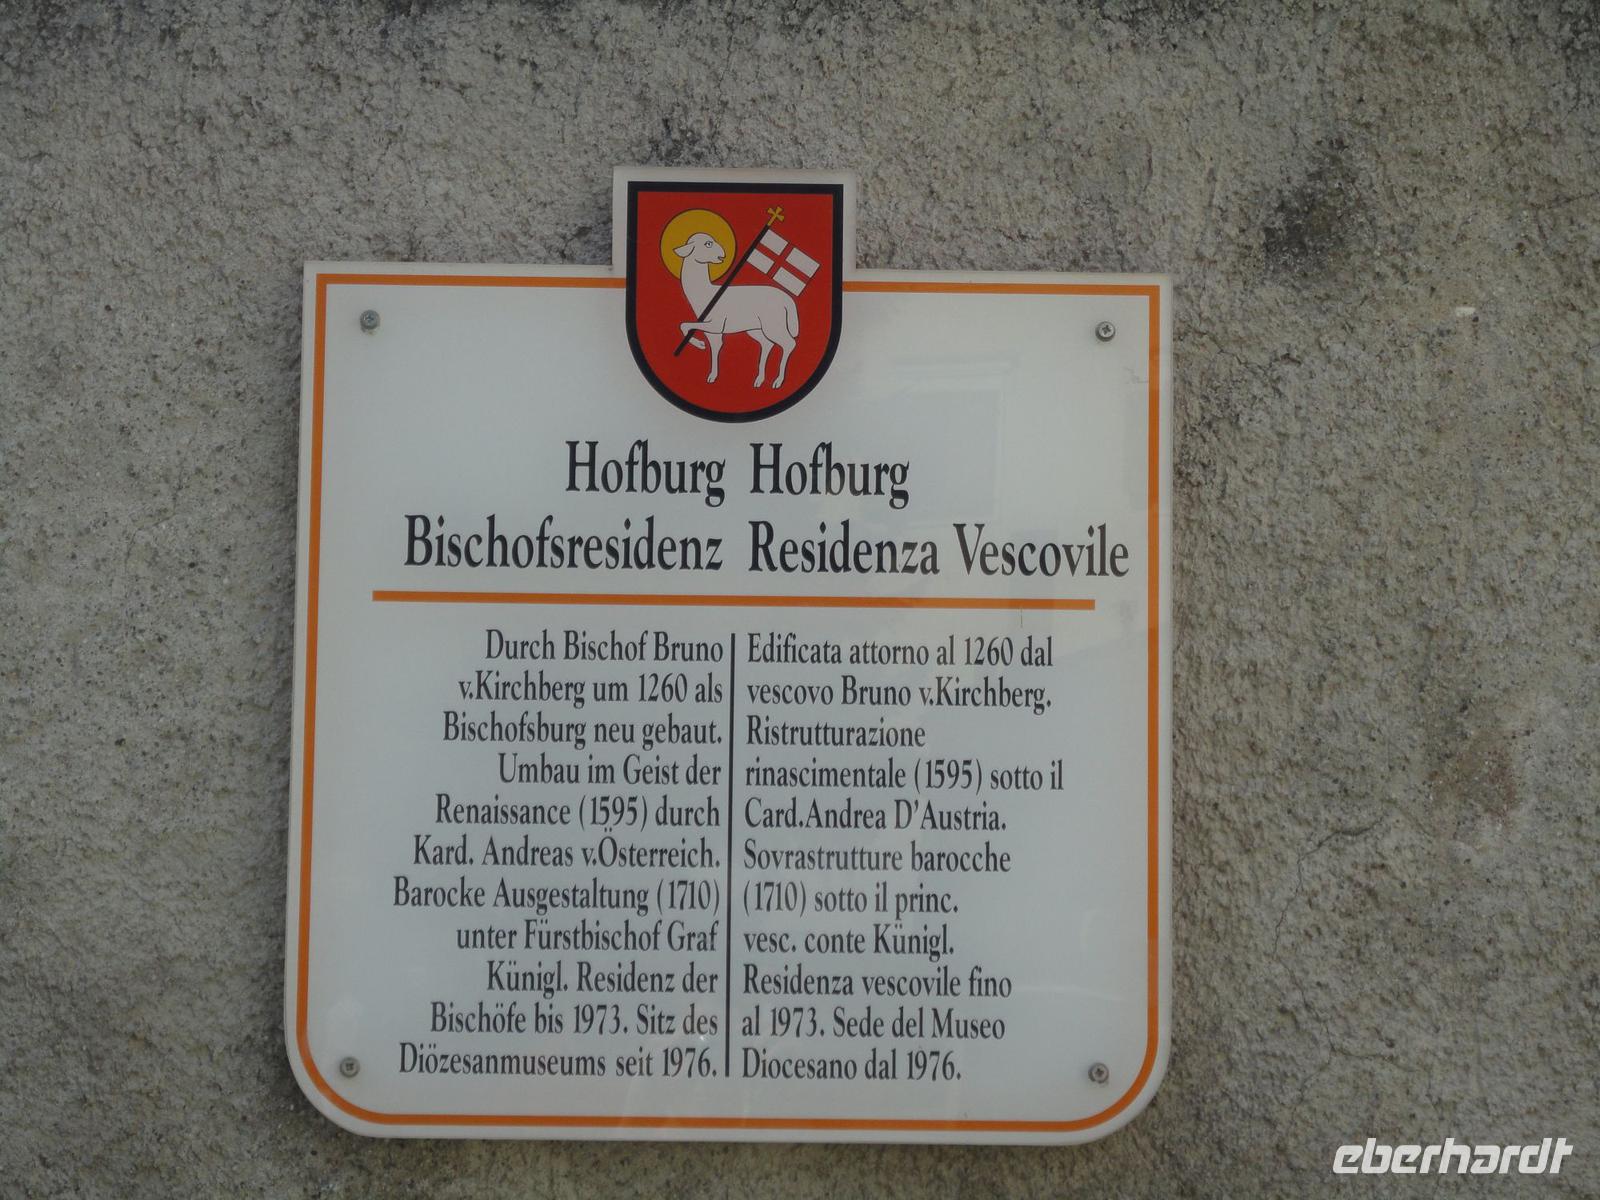 Hofburg
Bischofsresidenz
Hofburg
Residenza Vescovile
Durch Bischof Bruno
v.Kirchberg um 1260 als
Bischofsburg neu gebaut.
Umbau im Geist der
Renaissance (1595) durch
Kard. Andreas v.Österreich.
Barocke Ausgestaltung (1710)
unter Fürstbischof Graf
Künigl. Residenz der
Bischöfe bis 1973. Sitz des
Diözesanmuseums seit 1976.
Edificata attorno al 1260 dal
vescovo Bruno v.Kirchberg.
Ristrutturazione
rinascimentale (1595) sotto il
Card.Andrea D'Austria.
Sovrastrutture barocche
(1710) sotto il princ.
vesc. conte Künigl.
Residenza vescovile fino
al 1973. Sede del Museo
Diocesano dal 1976.
eberhardt